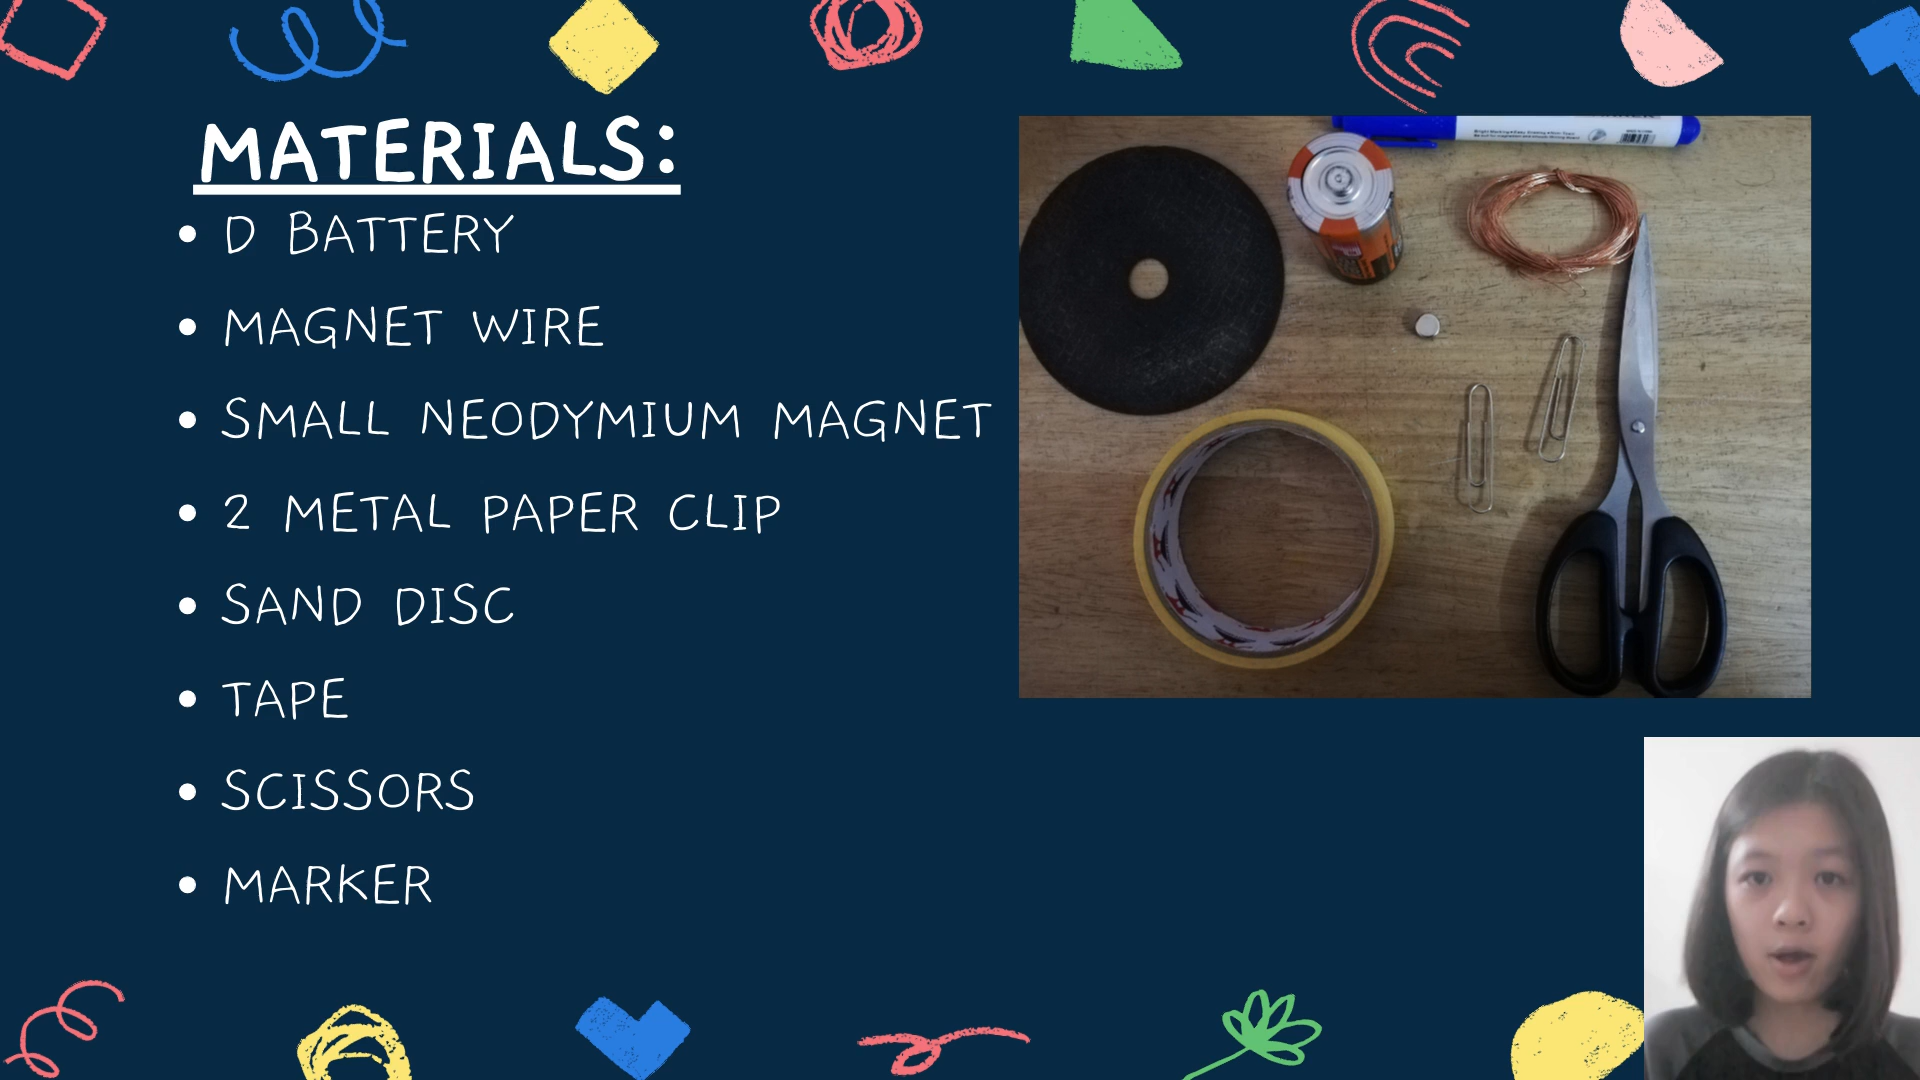 MATERIALS:
• D BATTERY
• MAGNET WIRE
• SMALL NEODYMIUM MAGNET
• 2 METAL PAPER CLIP
• SAND DISC
• TAPE
• SCISSORS
• MARKER